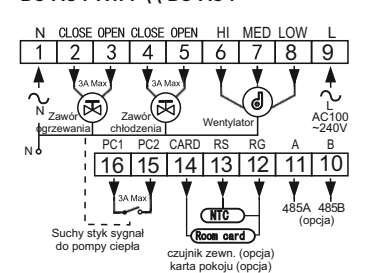 N CLOSE OPEN CLOSE OPEN HI MED LOW L
1 2 3 4 5 6 7 8 9
3A Max 3A Max
N L
AC100
~240V
Zawór ogrzewania
Zawór chłodzenia
Wentylator
N
PC1 PC2 CARD RS RG A B
16 15 14 13 12 11 10
3A Max
NTC
485A 485B
(opcja)
Room card
Suchy styk sygnał
do pompy ciepła
czujnik zewn. (opcja)
karta pokoju (opcja)